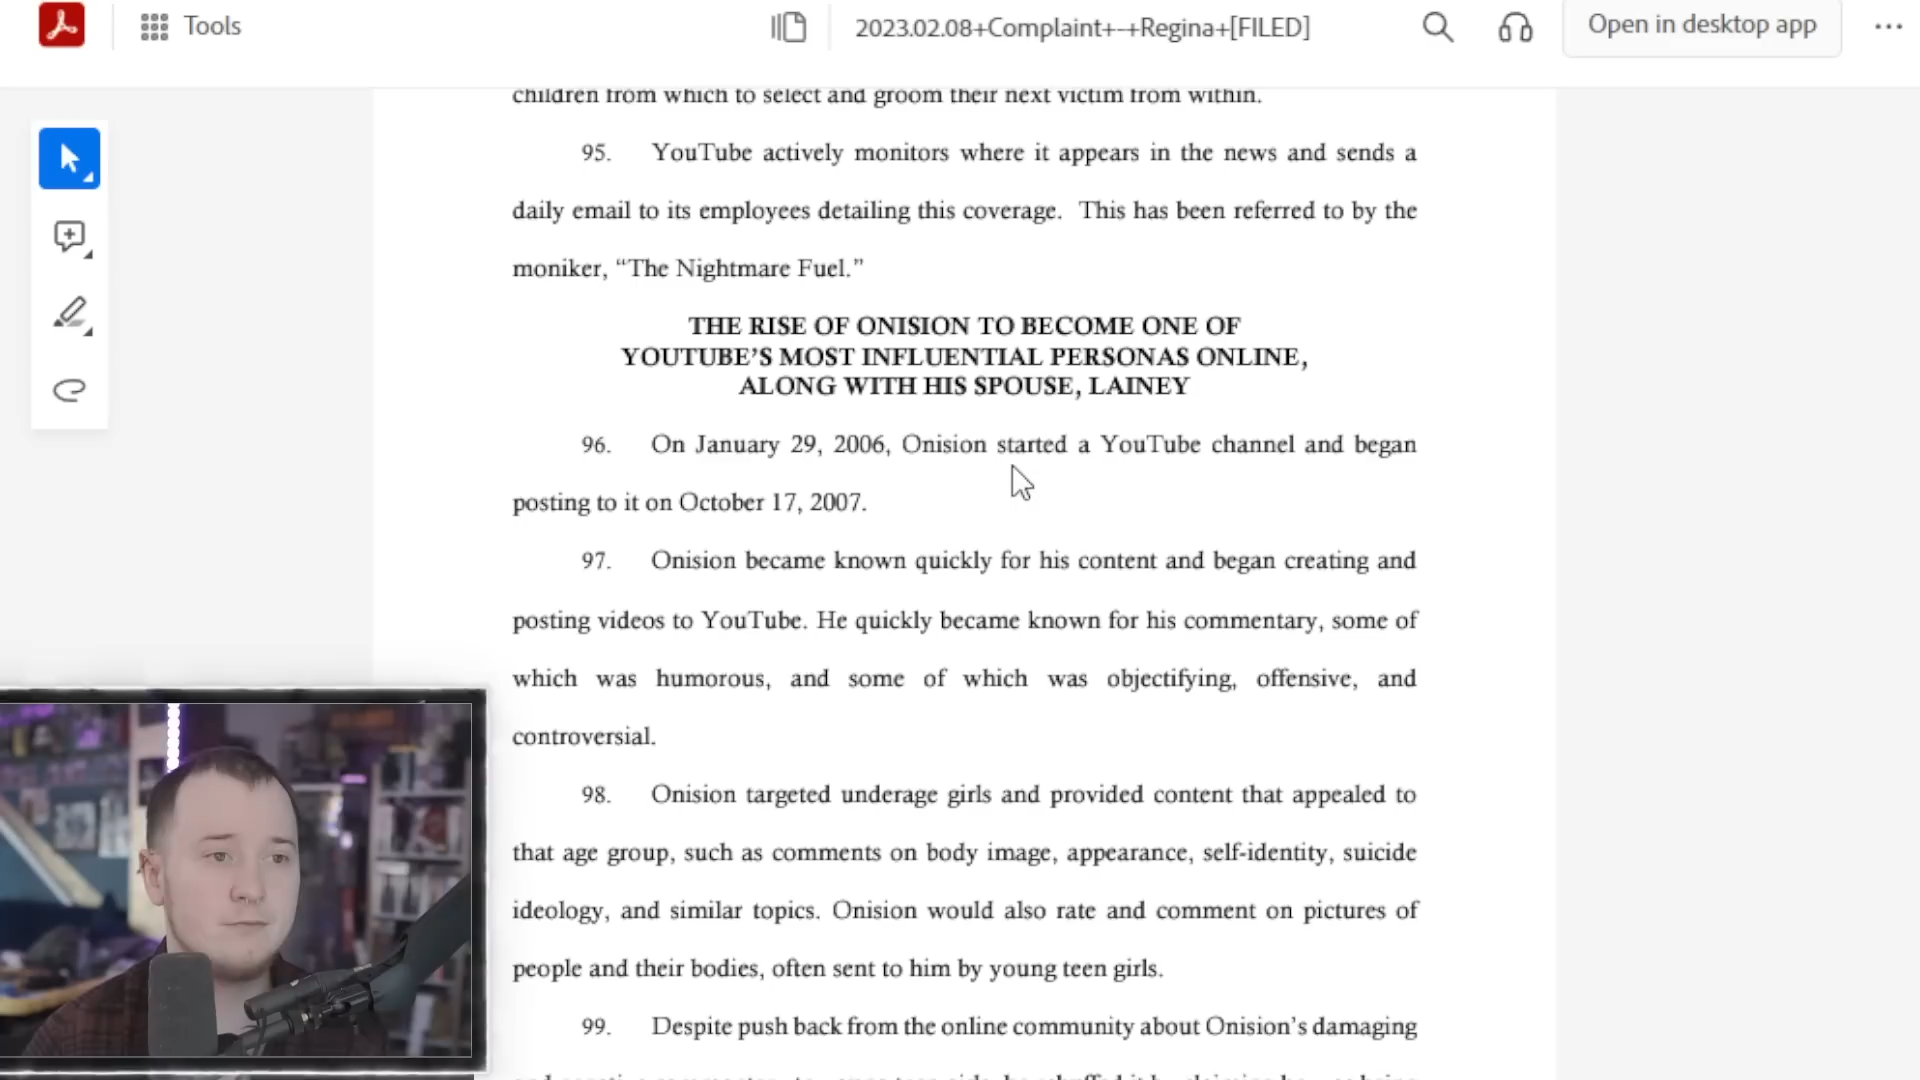 Tools
2023.02.08+Complaint+-+Regina+[FILED]
Open in desktop app
children from which to select and groom their next victim from within.
95. YouTube actively monitors where it appears in the news and sends a
daily email to its employees detailing this coverage. This has been referred to by the
moniker, “The Nightmare Fuel.”
THE RISE OF ONISION TO BECOME ONE OF
YOUTUBE’S MOST INFLUENTIAL PERSONAS ONLINE,
ALONG WITH HIS SPOUSE, LAINEY
96. On January 29, 2006, Onision started a YouTube channel and began
posting to it on October 17, 2007.
97. Onision became known quickly for his content and began creating and
posting videos to YouTube. He quickly became known for his commentary, some of
which was humorous, and some of which was objectifying, offensive, and
controversial.
98. Onision targeted underage girls and provided content that appealed to
that age group, such as comments on body image, appearance, self-identity, suicide
ideology, and similar topics. Onision would also rate and comment on pictures of
people and their bodies, often sent to him by young teen girls.
99. Despite push back from the online community about Onision’s damaging